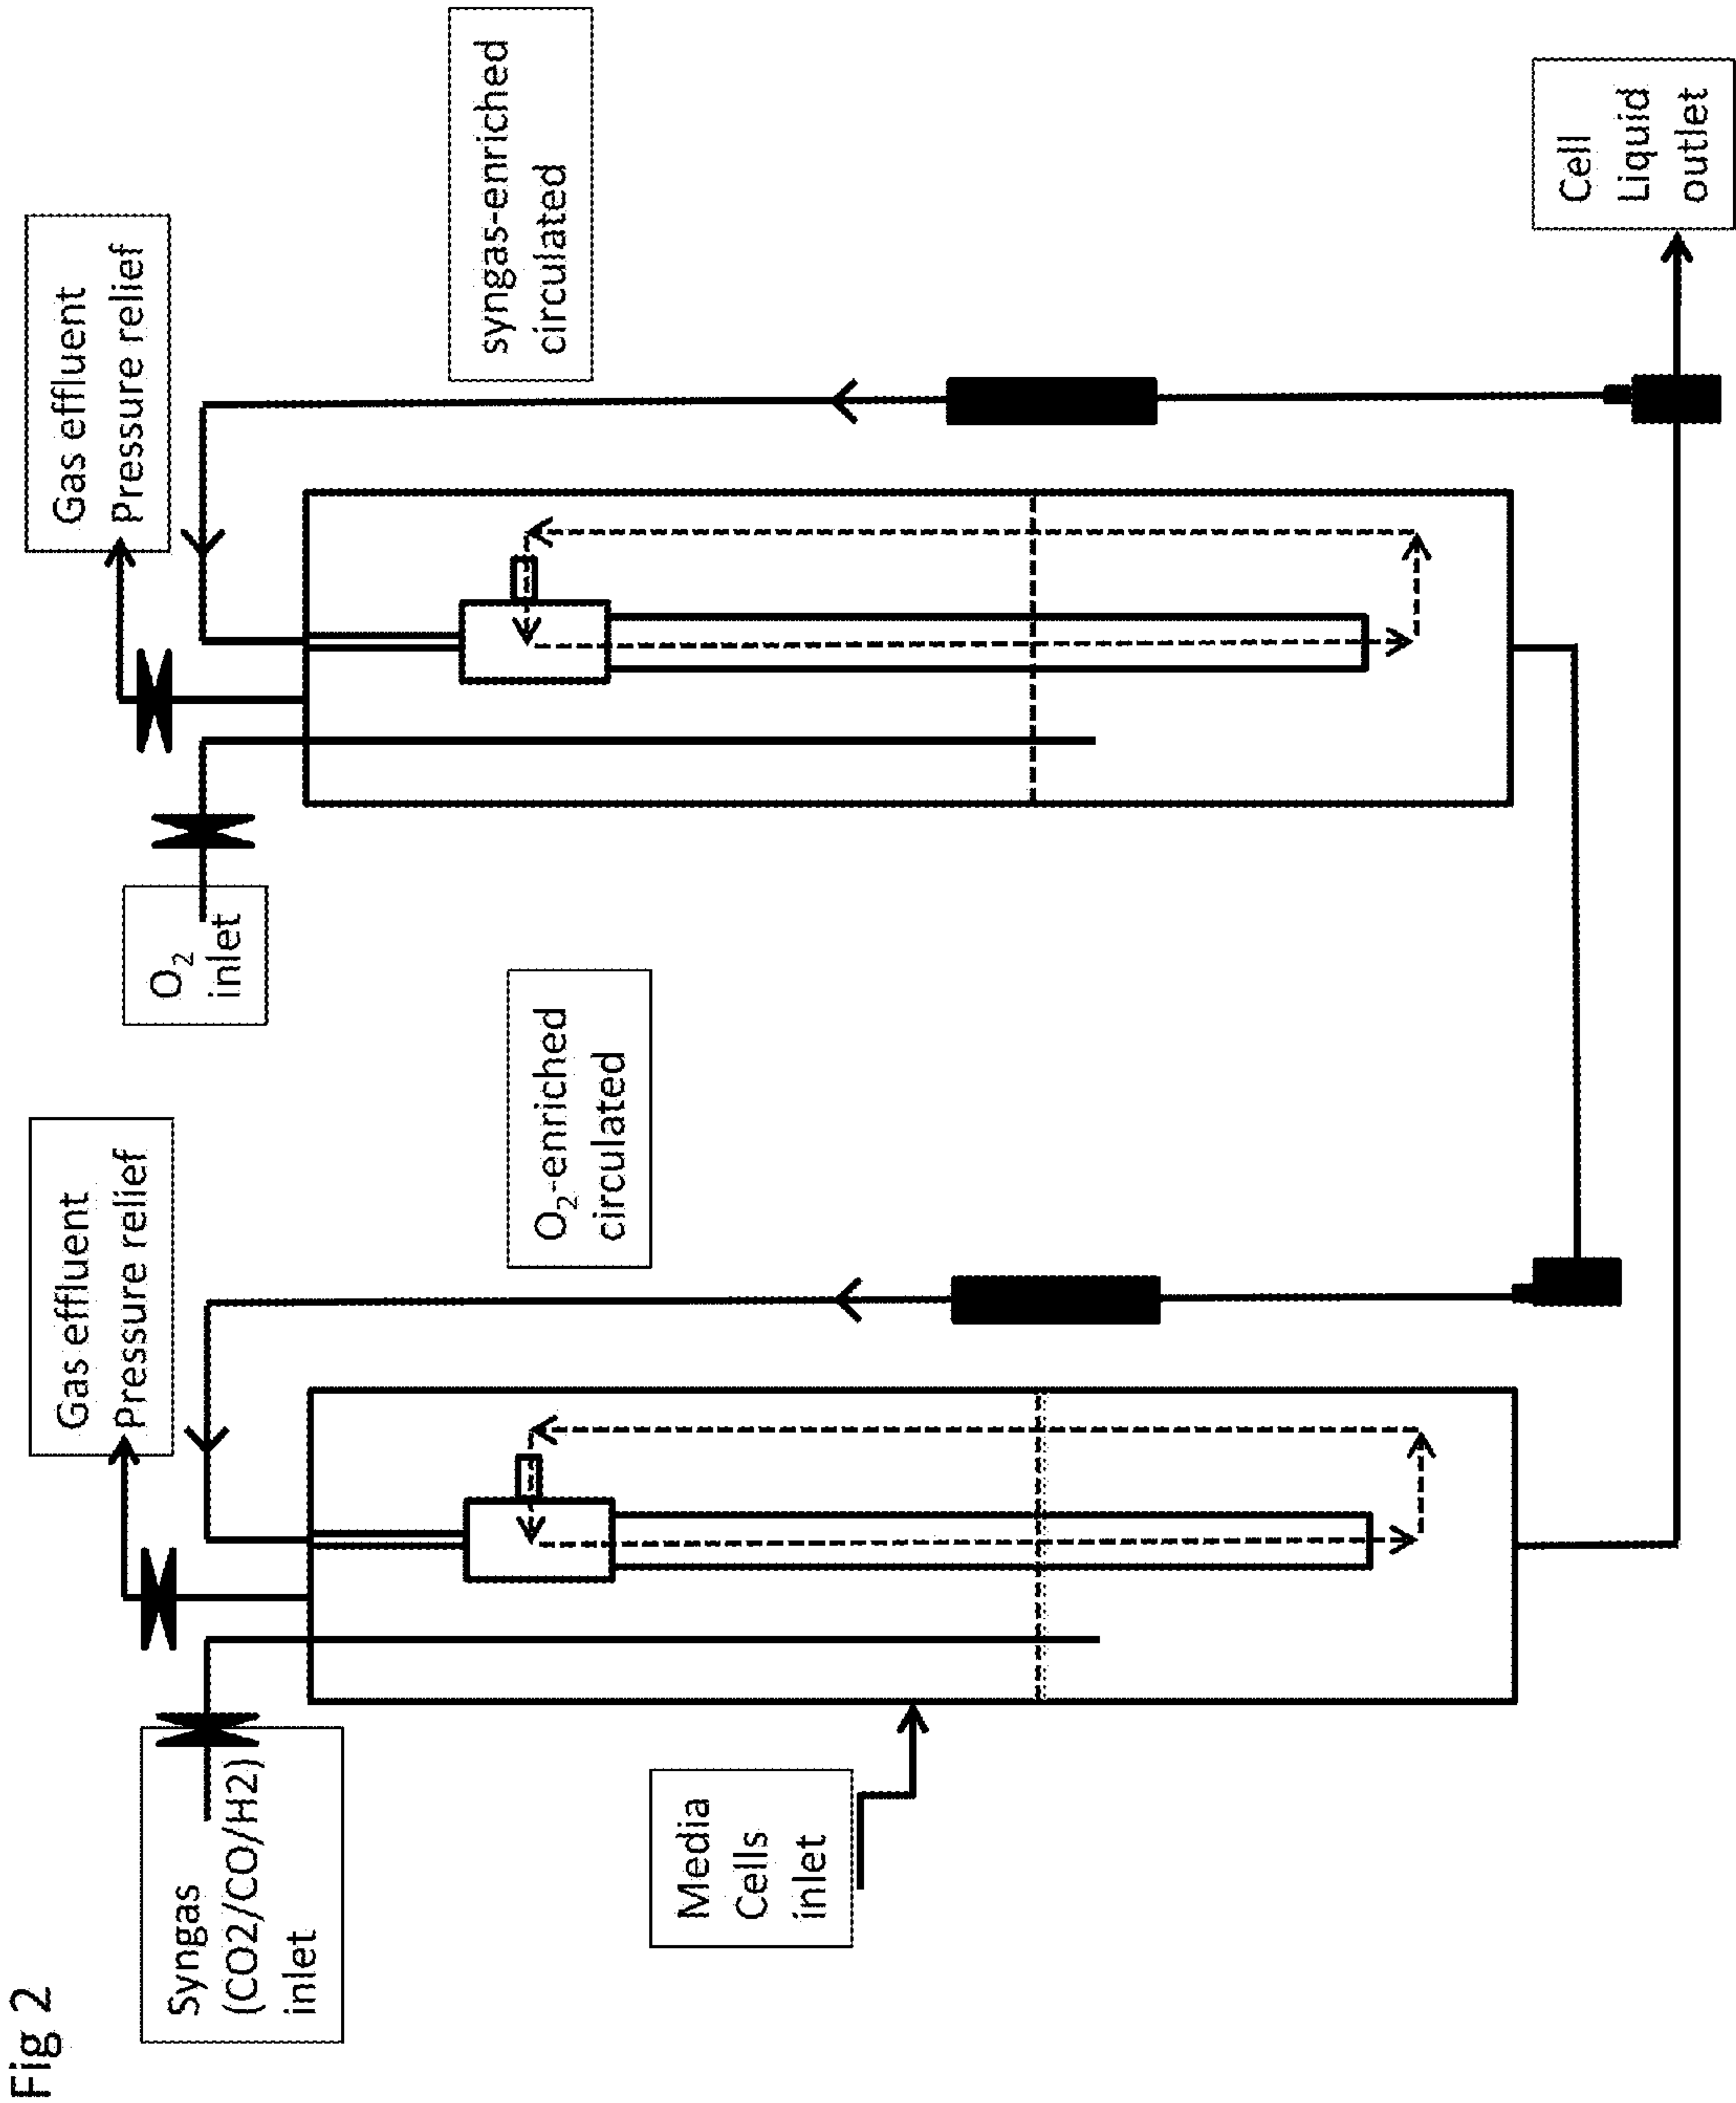 Fig 2
Syngas
(CO2/CO/H2)
inlet
Gas effluent
Pressure relief
O₂
inlet
Gas effluent
Pressure relief
Media
Cells
inlet
O₂-enriched
circulated
syngas-enriched
circulated
Cell
Liquid
outlet